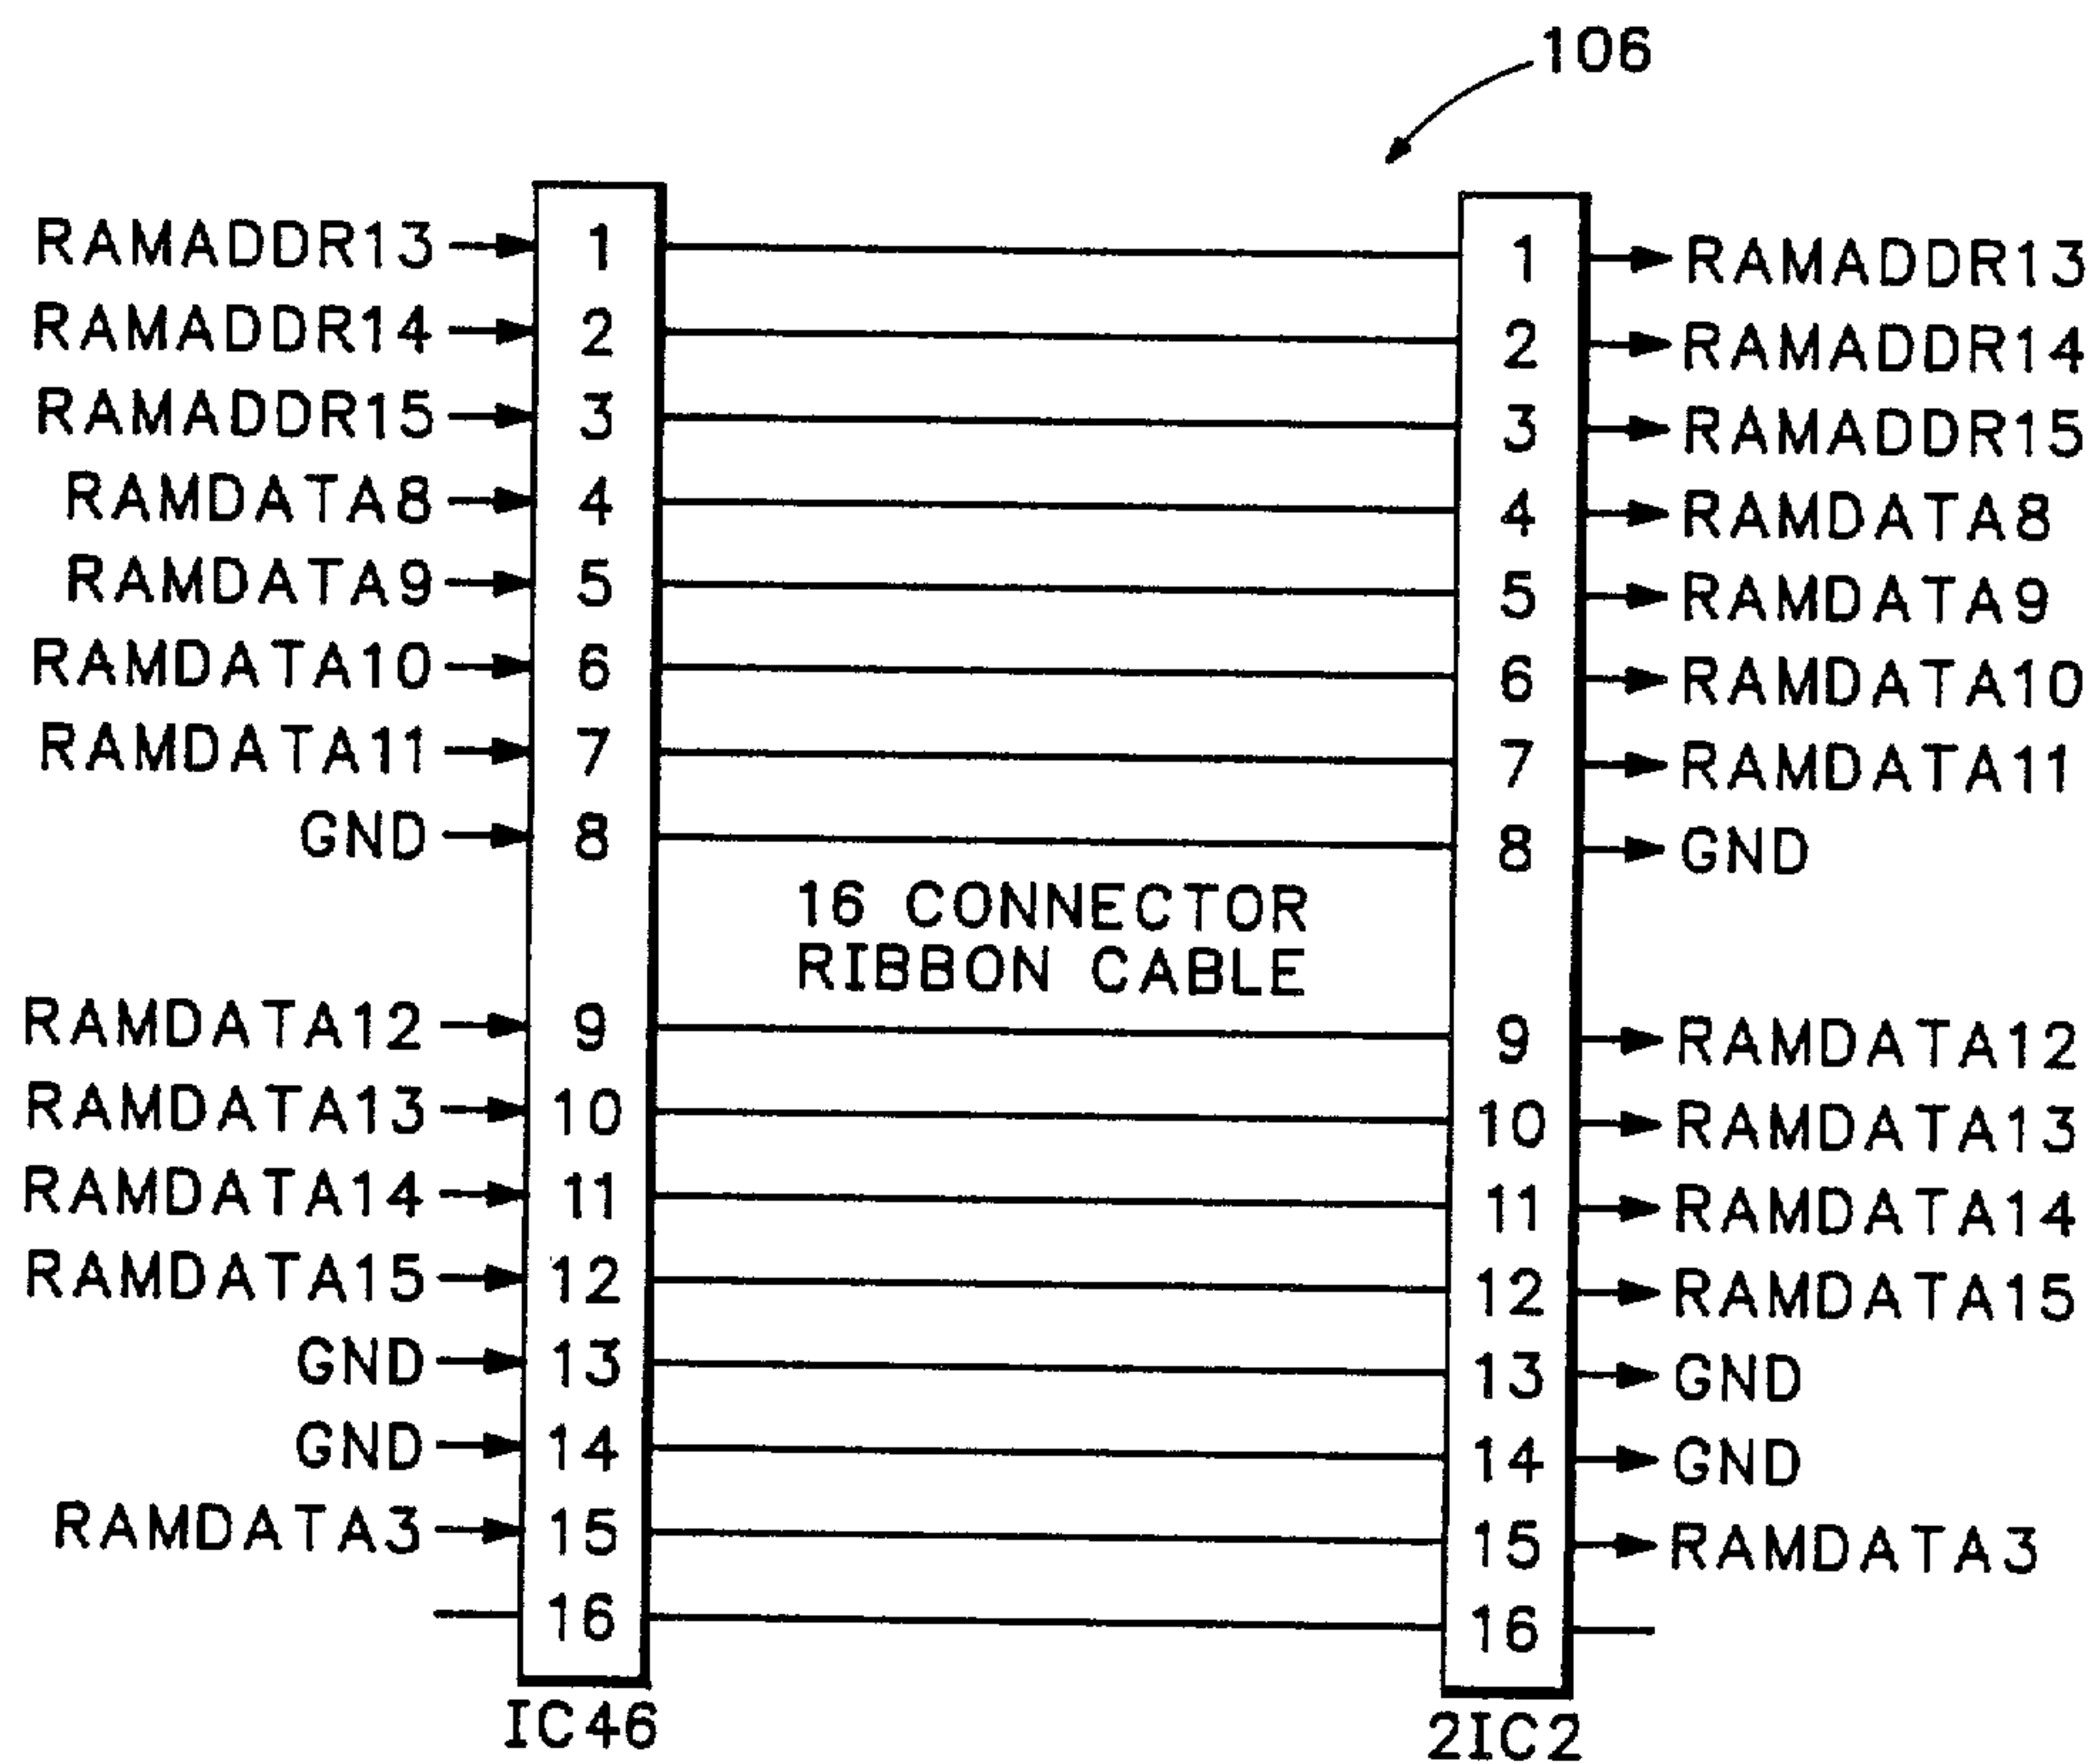 106
RAMADDR13 1 1 RAMADDR13
RAMADDR14 2 2 RAMADDR14
RAMADDR15 3 3 RAMADDR15
RAMDATA8 4 4 RAMDATA8
RAMDATA9 5 5 RAMDATA9
RAMDATA10 6 6 RAMDATA10
RAMDATA11 7 7 RAMDATA11
GND 8 8 GND
16 CONNECTOR
RIBBON CABLE
RAMDATA12 9 9 RAMDATA12
RAMDATA13 10 10 RAMDATA13
RAMDATA14 11 11 RAMDATA14
RAMDATA15 12 12 RAMDATA15
GND 13 13 GND
GND 14 14 GND
RAMDATA3 15 15 RAMDATA3
16 16
IC46 2IC2